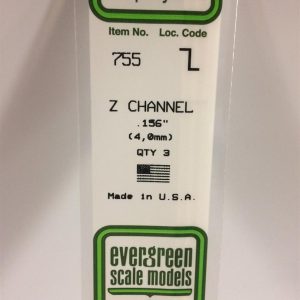 Item No. Loc. Code
755
Z CHANNEL
.156"
(4,0mm)
QTY 3
Made in U.S.A.
evergreen
scale models